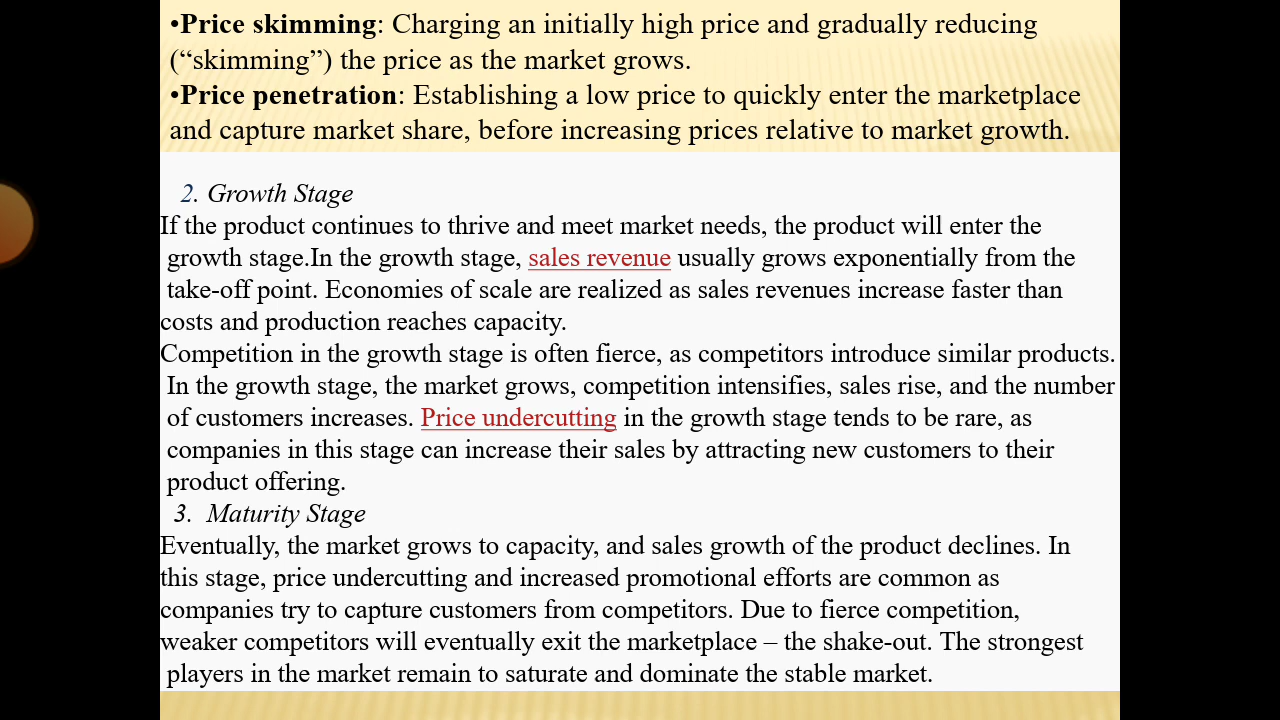 •Price skimming: Charging an initially high price and gradually reducing
(“skimming”) the price as the market grows.
•Price penetration: Establishing a low price to quickly enter the marketplace
and capture market share, before increasing prices relative to market growth.
2. Growth Stage
If the product continues to thrive and meet market needs, the product will enter the
growth stage.In the growth stage, sales revenue usually grows exponentially from the
take-off point. Economies of scale are realized as sales revenues increase faster than
costs and production reaches capacity.
Competition in the growth stage is often fierce, as competitors introduce similar products.
In the growth stage, the market grows, competition intensifies, sales rise, and the number
of customers increases. Price undercutting in the growth stage tends to be rare, as
companies in this stage can increase their sales by attracting new customers to their
product offering.
3. Maturity Stage
Eventually, the market grows to capacity, and sales growth of the product declines. In
this stage, price undercutting and increased promotional efforts are common as
companies try to capture customers from competitors. Due to fierce competition,
weaker competitors will eventually exit the marketplace – the shake-out. The strongest
players in the market remain to saturate and dominate the stable market.